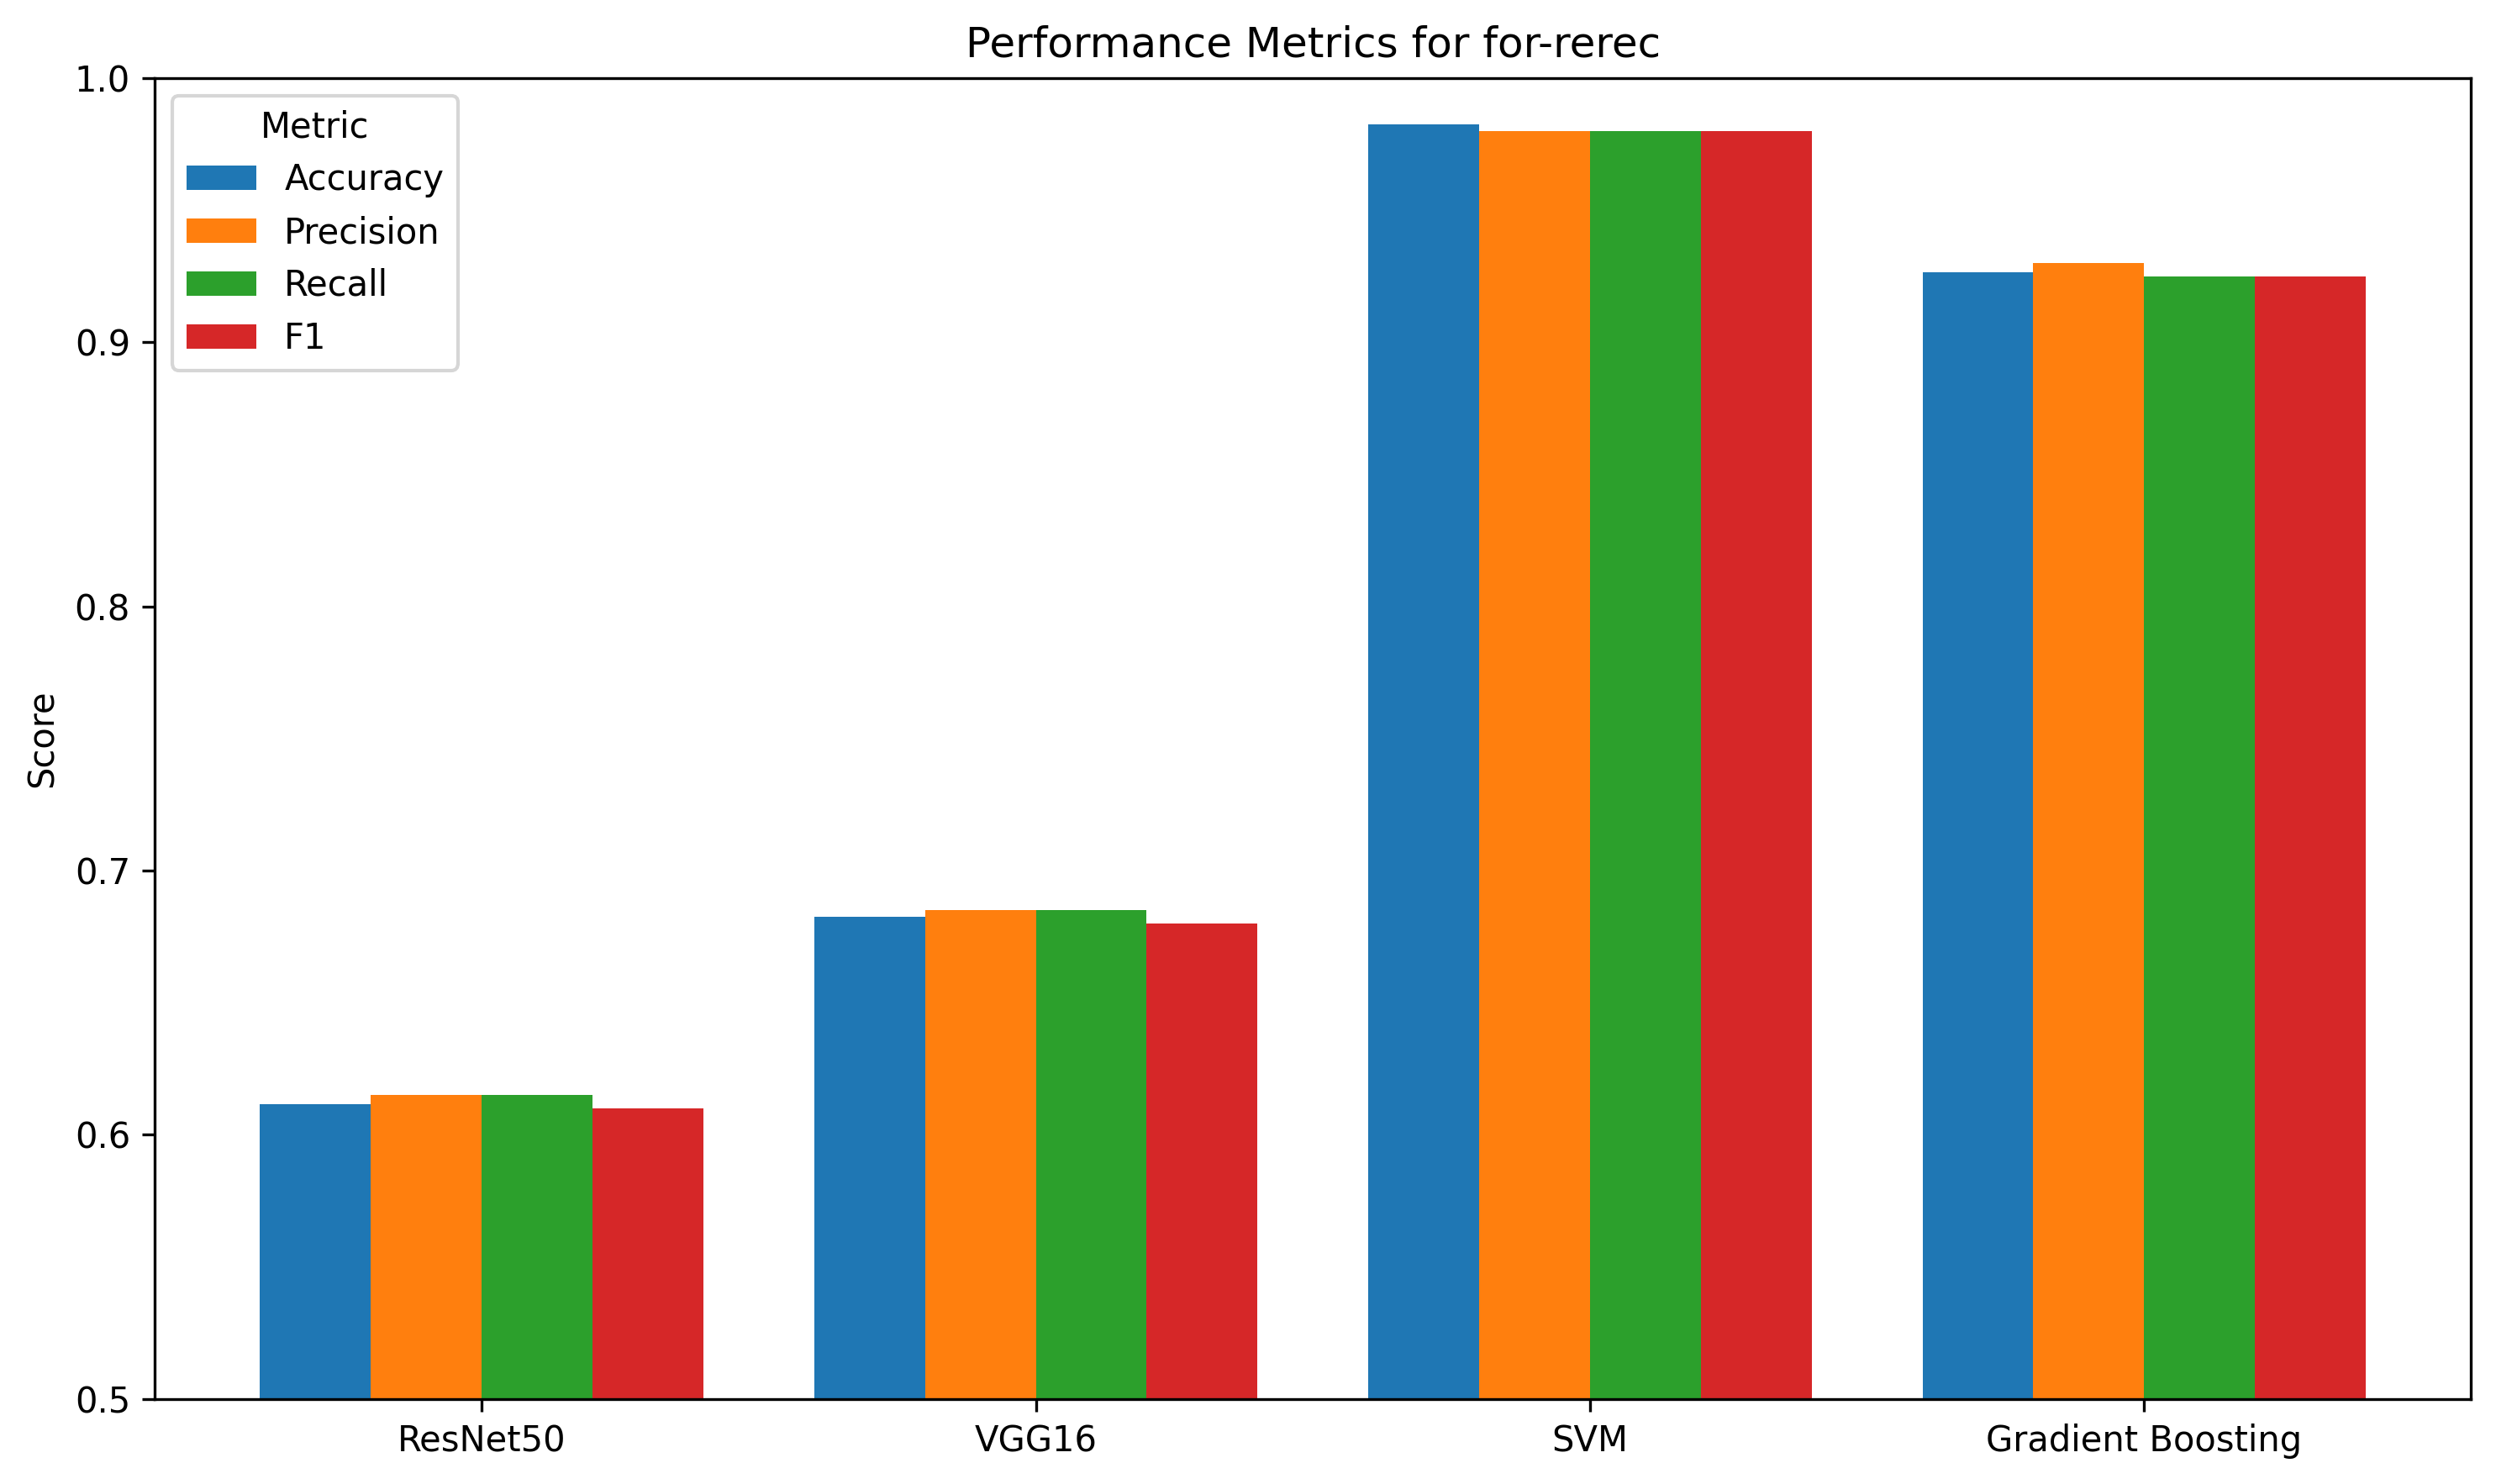 Performance Metrics for for-rerec
Metric
Accuracy
Precision
Recall
F1
Score
1.0
0.9
0.8
0.7
0.6
0.5
ResNet50
VGG16
SVM
Gradient Boosting